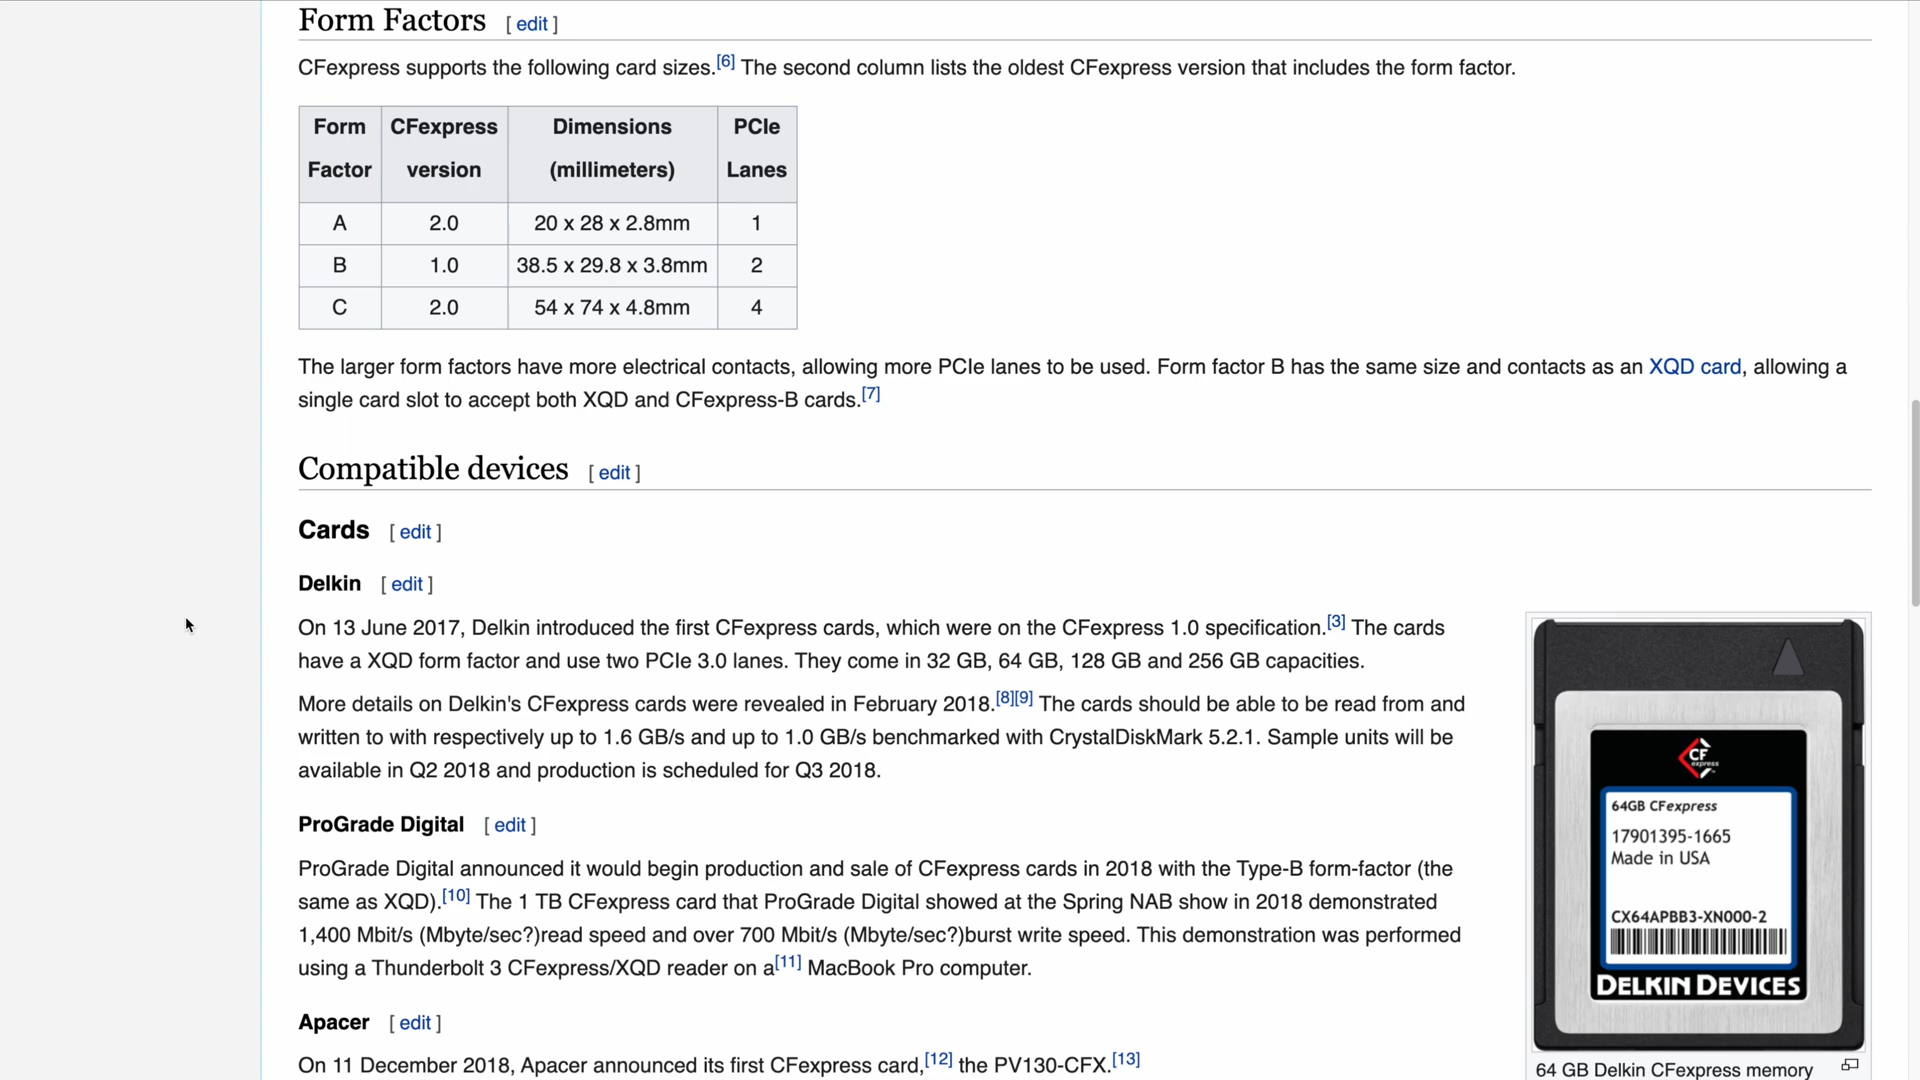 Form Factors [ edit ]
CFexpress supports the following card sizes.[6] The second column lists the oldest CFexpress version that includes the form factor.
Form Factor CFexpress version Dimensions (millimeters) PCIe Lanes
A 2.0 20 x 28 x 2.8mm 1
B 1.0 38.5 x 29.8 x 3.8mm 2
C 2.0 54 x 74 x 4.8mm 4
The larger form factors have more electrical contacts, allowing more PCIe lanes to be used. Form factor B has the same size and contacts as an XQD card, allowing a
single card slot to accept both XQD and CFexpress-B cards.[7]
Compatible devices [ edit ]
Cards [ edit ]
Delkin [ edit ]
On 13 June 2017, Delkin introduced the first CFexpress cards, which were on the CFexpress 1.0 specification.[3] The cards
have a XQD form factor and use two PCIe 3.0 lanes. They come in 32 GB, 64 GB, 128 GB and 256 GB capacities.
More details on Delkin's CFexpress cards were revealed in February 2018.[8][9] The cards should be able to be read from and
written to with respectively up to 1.6 GB/s and up to 1.0 GB/s benchmarked with CrystalDiskMark 5.2.1. Sample units will be
available in Q2 2018 and production is scheduled for Q3 2018.
ProGrade Digital [ edit ]
ProGrade Digital announced it would begin production and sale of CFexpress cards in 2018 with the Type-B form-factor (the
same as XQD).[10] The 1 TB CFexpress card that ProGrade Digital showed at the Spring NAB show in 2018 demonstrated
1,400 Mbit/s (Mbyte/sec?)read speed and over 700 Mbit/s (Mbyte/sec?)burst write speed. This demonstration was performed
using a Thunderbolt 3 CFexpress/XQD reader on a[11] MacBook Pro computer.
Apacer [ edit ]
On 11 December 2018, Apacer announced its first CFexpress card,[12] the PV130-CFX.[13]
CF
express
64GB CFexpress
17901395-1665
Made in USA
CX64APBB3-XN000-2
DELKIN DEVICES
64 GB Delkin CFexpress memory